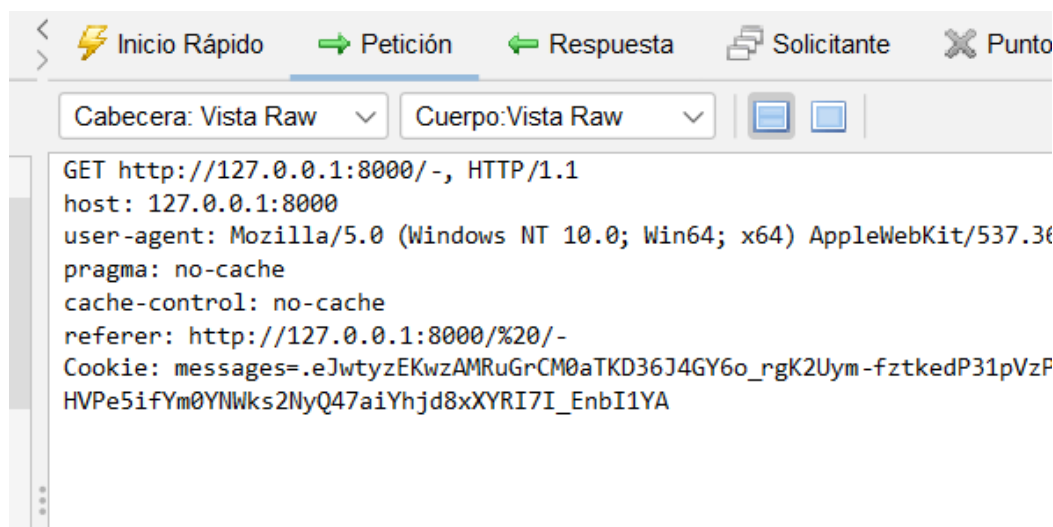 Inicio Rápido Petición Respuesta Solicitante Punto
Cabecera: Vista Raw Cuerpo:Vista Raw
GET http://127.0.0.1:8000/-, HTTP/1.1
host: 127.0.0.1:8000
user-agent: Mozilla/5.0 (Windows NT 10.0; Win64; x64) AppleWebKit/537.36
pragma: no-cache
cache-control: no-cache
referer: http://127.0.0.1:8000/%20/-
Cookie: messages=.eJwtyzEKwzAMRuGrCM0aTKD36J4GY6o_rgK2Uym-fztkedP31pVzP
HVPe5ifYm0YNWks2NyQ47aiYhjd8xXYRI7I_EnbI1YA